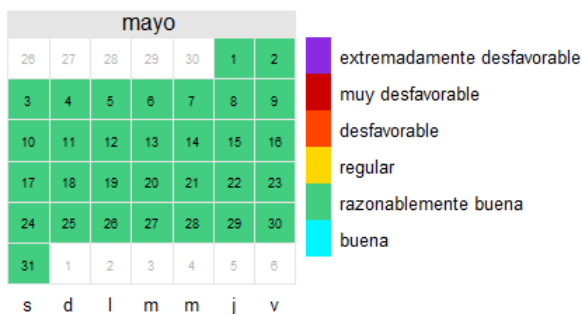 mayo
26 27 28 29 30 1 2
3 4 5 6 7 8 9
10 11 12 13 14 15 16
17 18 19 20 21 22 23
24 25 26 27 28 29 30
31 1 2 3 4 5 6
s d l m m j v
extremadamente desfavorable
muy desfavorable
desfavorable
regular
razonablemente buena
buena